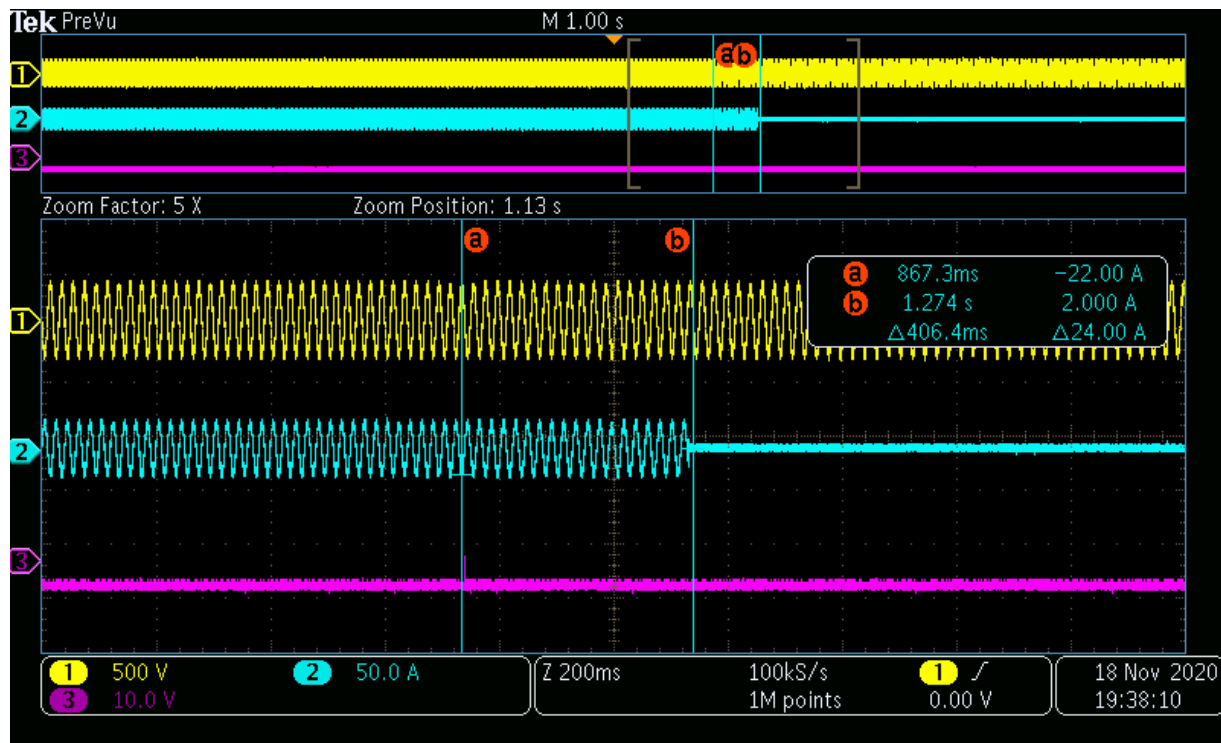 Tek PreVu M 1.00 s
a b
1
2
3
Zoom Factor: 5 X Zoom Position: 1.13 s
a b
a 867.3ms −22.00 A
b 1.274 s 2.000 A
△406.4ms △24.00 A
1
2
3
1 500 V 2 50.0 A Z 200ms 100kS/s 1 18 Nov 2020
3 10.0 V 1M points 0.00 V 19:38:10